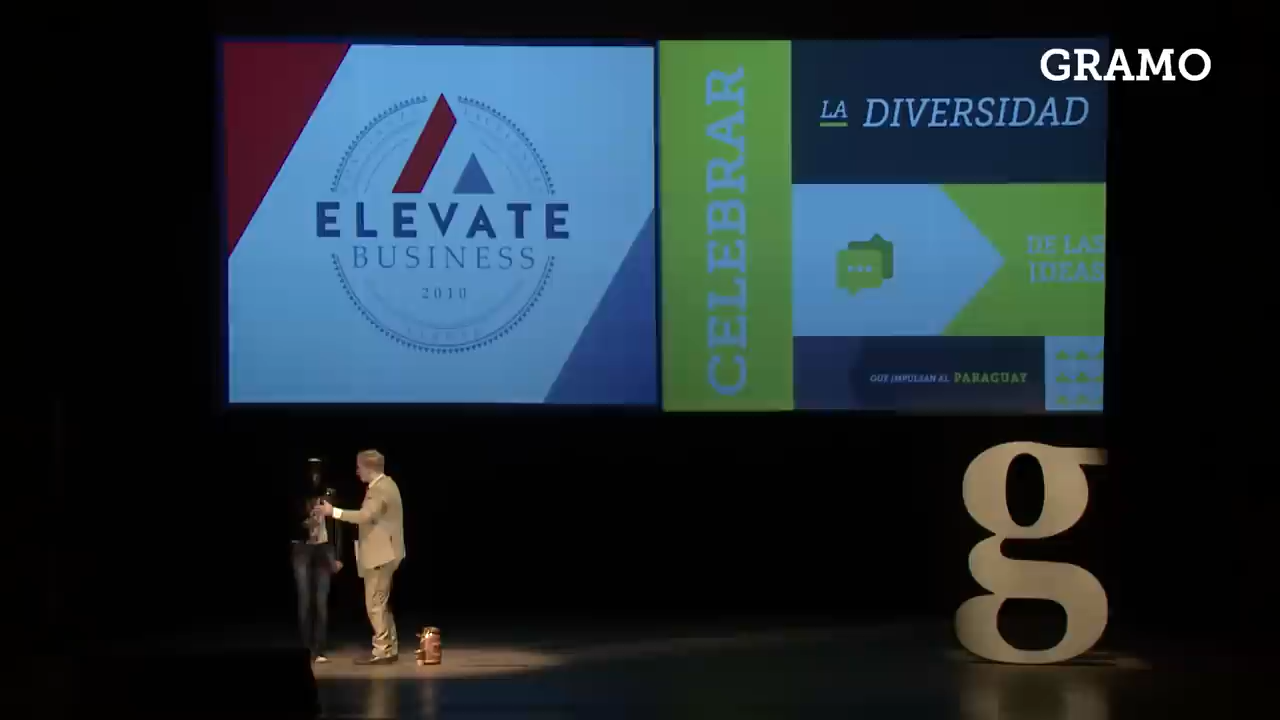 GRAMO
ELEVATE
BUSINESS
2010
CELEBRAR
LA DIVERSIDAD
DE LAS
IDEAS
QUE IMPULSAN AL PARAGUAY
g